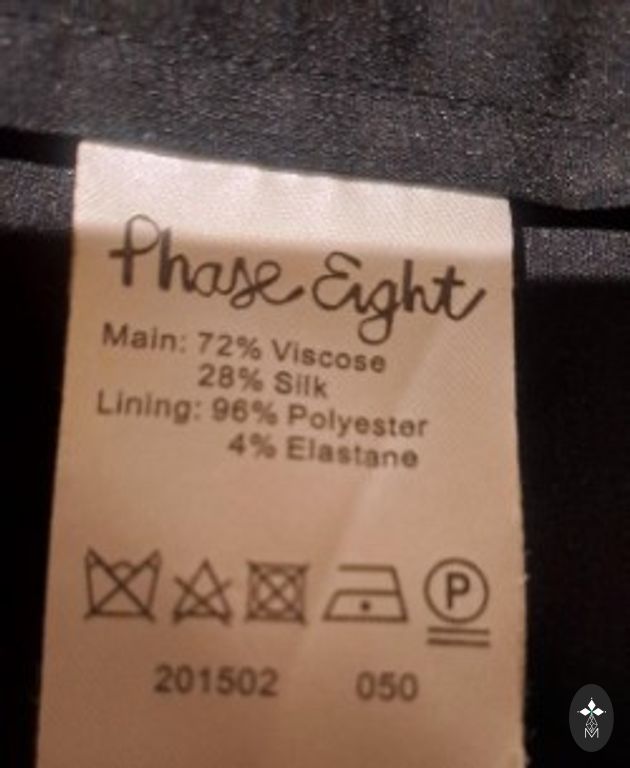 Phase Eight
Main: 72% Viscose
28% Silk
Lining: 96% Polyester
4% Elastane
P
201502 050
M